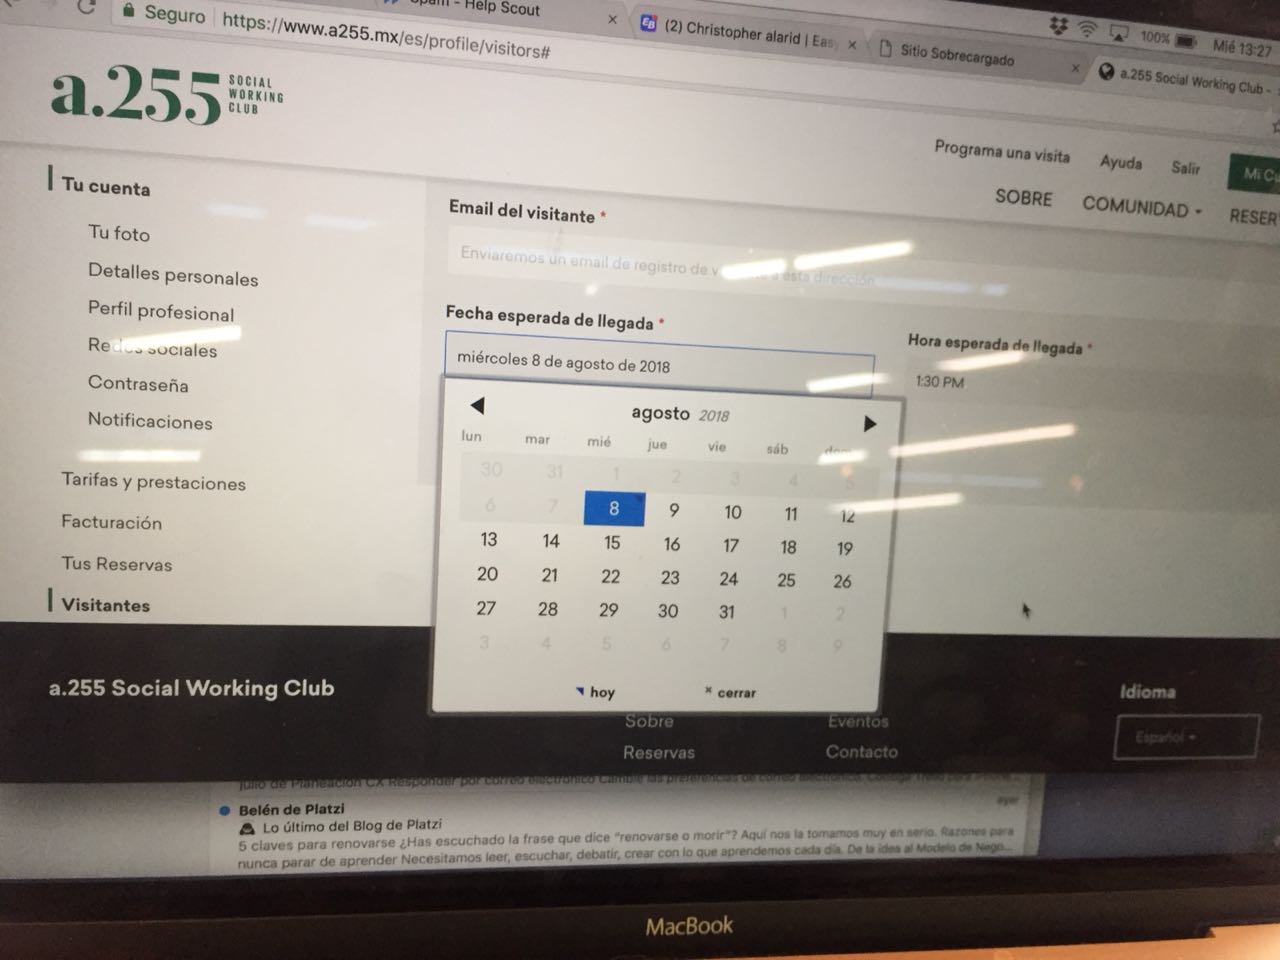 Spam - Help Scout
(2) Christopher alarid | Eas
Sitio Sobrecargado
a.255 Social Working Club -
100%
Mié 13:27
Seguro
https://www.a255.mx/es/profile/visitors#
a.255
SOCIAL
WORKING
CLUB
Programa una visita
Ayuda
Salir
Mi Cu
SOBRE
COMUNIDAD
RESER
Tu cuenta
Tu foto
Detalles personales
Perfil profesional
Redes sociales
Contraseña
Notificaciones
Tarifas y prestaciones
Facturación
Tus Reservas
Visitantes
Email del visitante *
Enviaremos un email de registro de v a esta dirección
Fecha esperada de llegada *
miércoles 8 de agosto de 2018
Hora esperada de llegada *
1:30 PM
agosto 2018
lun mar mié jue vie sáb dom
30 31 1 2 3 4 5
6 7 8 9 10 11 12
13 14 15 16 17 18 19
20 21 22 23 24 25 26
27 28 29 30 31 1 2
3 4 5 6 7 8 9
hoy
× cerrar
a.255 Social Working Club
Sobre
Reservas
Eventos
Contacto
Idioma
Español
julio de Planeación CX Responder por correo electrónico Cambie las preferencias de correo electrónico.
Belén de Platzi
ayer
Lo último del Blog de Platzi
5 claves para renovarse ¿Has escuchado la frase que dice "renovarse o morir"? Aquí nos la tomamos muy en serio. Razones para
nunca parar de aprender Necesitamos leer, escuchar, debatir, crear con lo que aprendemos cada día. De la idea al Modelo de Nego...
MacBook